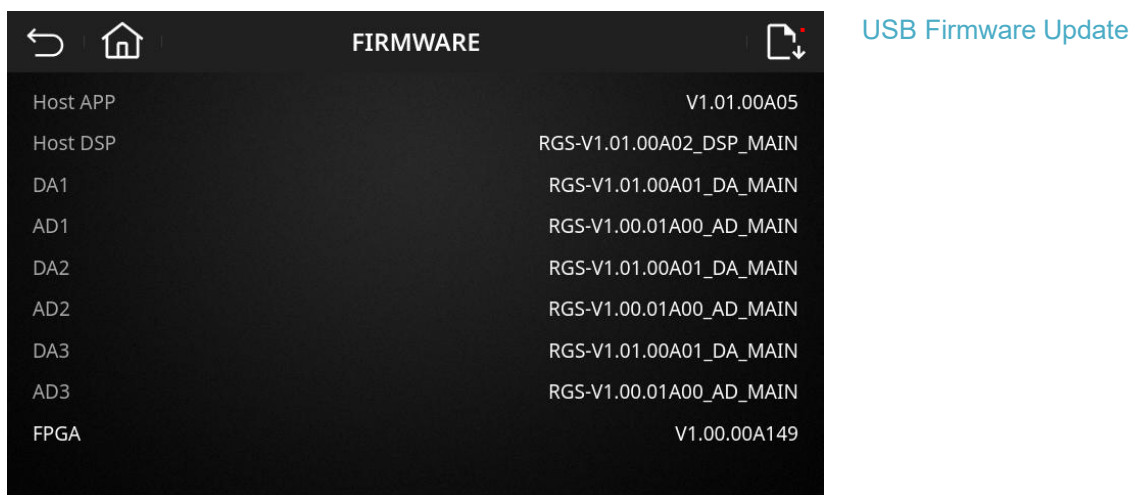 FIRMWARE
USB Firmware Update
Host APP V1.01.00A05
Host DSP RGS-V1.01.00A02_DSP_MAIN
DA1 RGS-V1.01.00A01_DA_MAIN
AD1 RGS-V1.00.01A00_AD_MAIN
DA2 RGS-V1.01.00A01_DA_MAIN
AD2 RGS-V1.00.01A00_AD_MAIN
DA3 RGS-V1.01.00A01_DA_MAIN
AD3 RGS-V1.00.01A00_AD_MAIN
FPGA V1.00.00A149